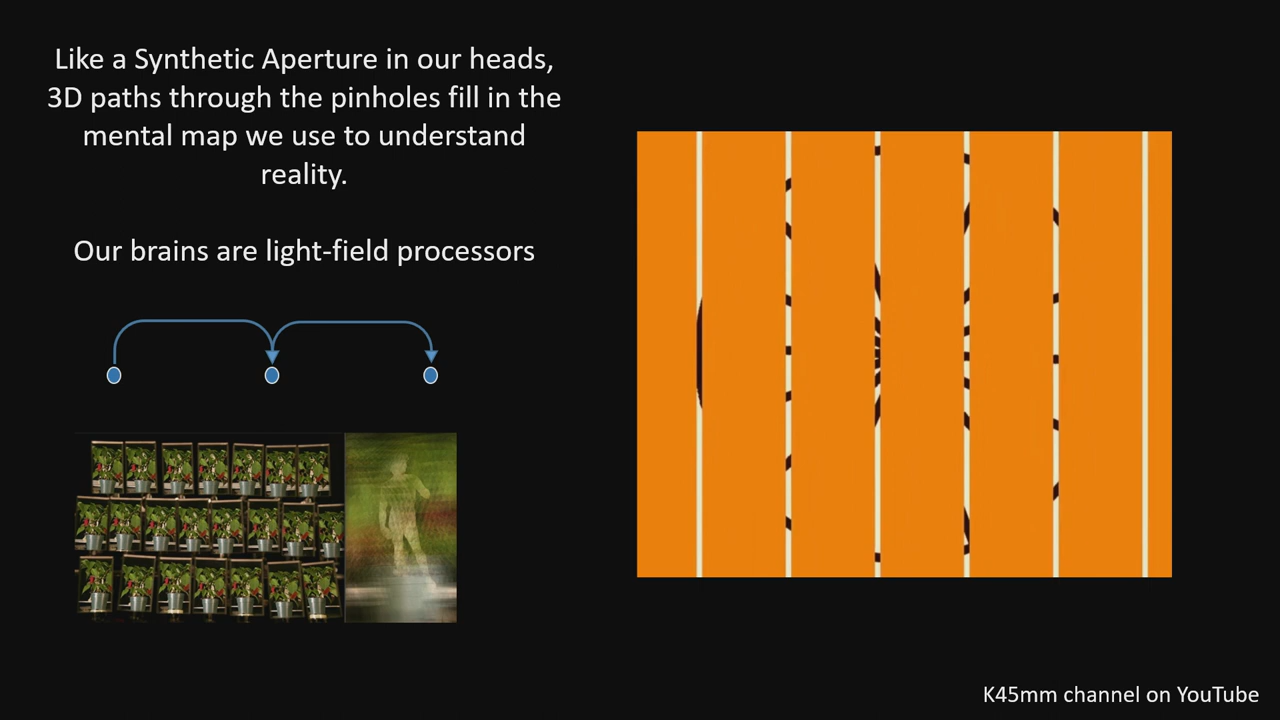 Like a Synthetic Aperture in our heads,
3D paths through the pinholes fill in the
mental map we use to understand
reality.
Our brains are light-field processors
K45mm channel on YouTube